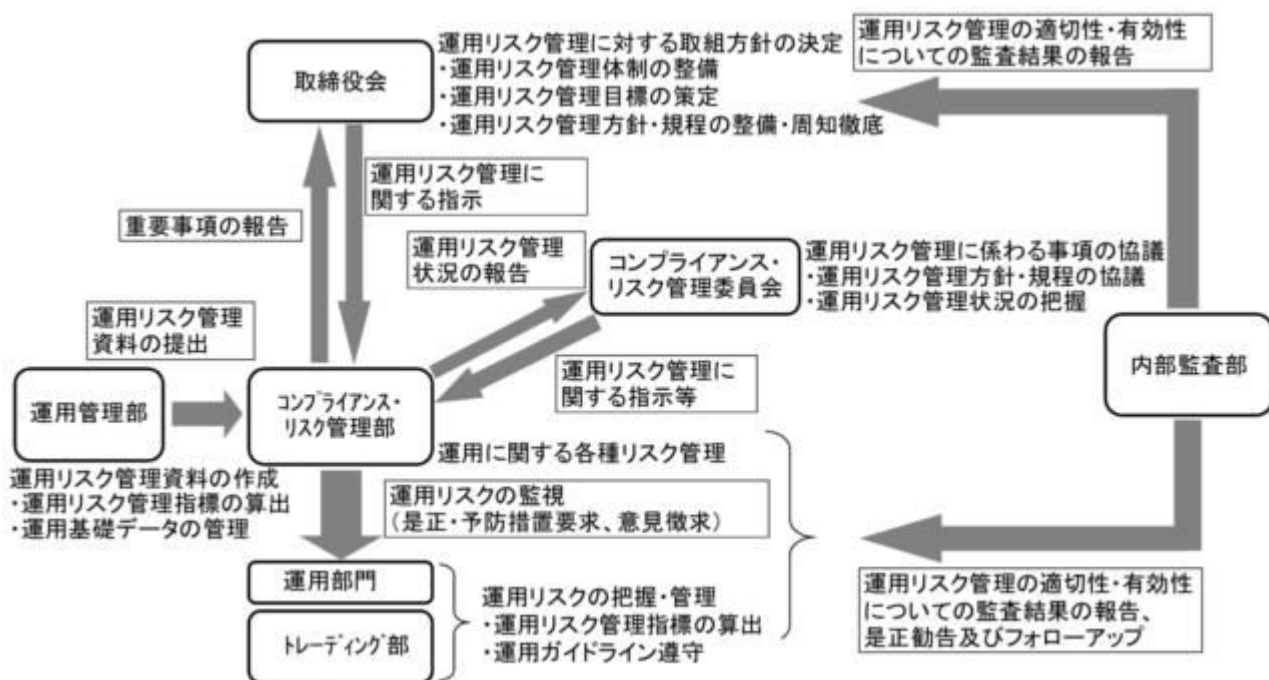 取締役会
運用リスク管理に対する取組方針の決定
・運用リスク管理体制の整備
・運用リスク管理目標の策定
・運用リスク管理方針・規程の整備・周知徹底
運用リスク管理の適切性・有効性
についての監査結果の報告
運用リスク管理に
関する指示
重要事項の報告
運用リスク管理
状況の報告
コンプライアンス・
リスク管理委員会
運用リスク管理に係わる事項の協議
・運用リスク管理方針・規程の協議
・運用リスク管理状況の把握
運用リスク管理
資料の提出
運用リスク管理に
関する指示等
内部監査部
運用管理部
コンプライアンス・
リスク管理部
運用に関する各種リスク管理
運用リスク管理資料の作成
・運用リスク管理指標の算出
・運用基礎データの管理
運用リスクの監視
（是正・予防措置要求、意見徴求）
運用部門
トレーディング部
運用リスクの把握・管理
・運用リスク管理指標の算出
・運用ガイドライン遵守
運用リスク管理の適切性・有効性
についての監査結果の報告、
是正勧告及びフォローアップ